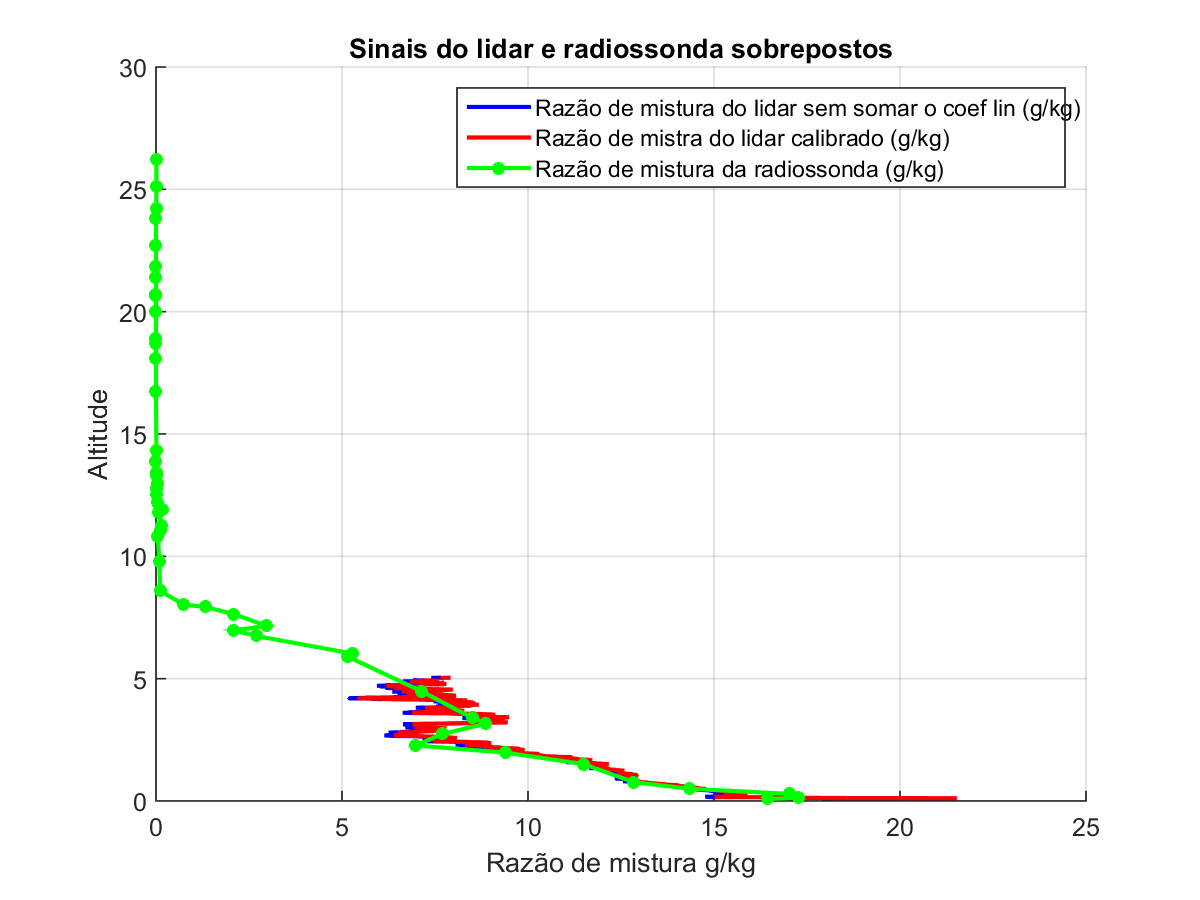 Sinais do lidar e radiossonda sobrepostos
30
25
20
15
10
5
0
Altitude
Razão de mistura do lidar sem somar o coef lin (g/kg)
Razão de mistra do lidar calibrado (g/kg)
Razão de mistura da radiossonda (g/kg)
0 5 10 15 20 25
Razão de mistura g/kg